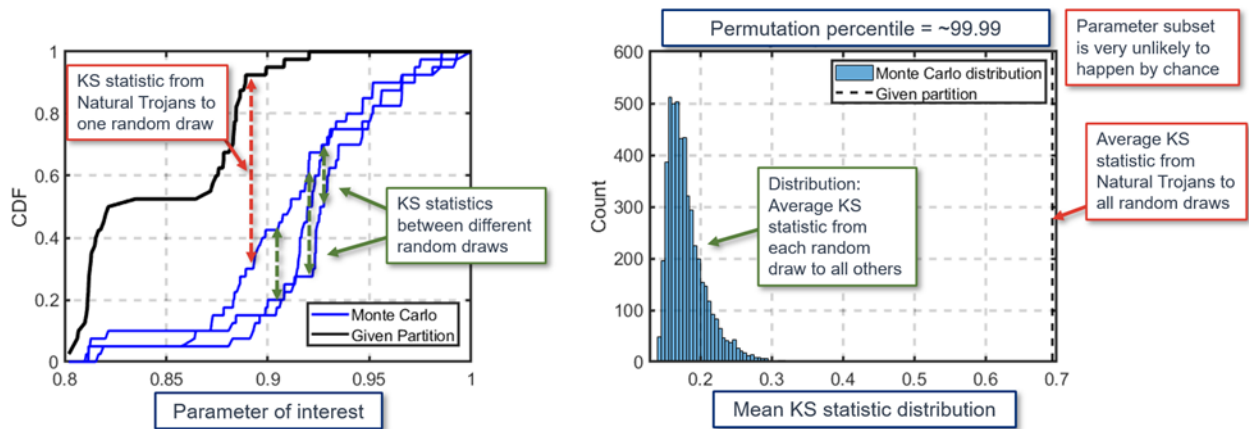 KS statistic from
Natural Trojans to
one random draw
KS statistics
between different
random draws
Monte Carlo
Given Partition
CDF
1
0.8
0.6
0.4
0.2
0
0.8
0.85
0.9
0.95
1
Parameter of interest
Permutation percentile = ~99.99
Parameter subset
is very unlikely to
happen by chance
Monte Carlo distribution
Given partition
Average KS
statistic from
Natural Trojans to
all random draws
Distribution:
Average KS
statistic from
each random
draw to all others
Count
600
500
400
300
200
100
0
0.2
0.3
0.4
0.5
0.6
0.7
Mean KS statistic distribution